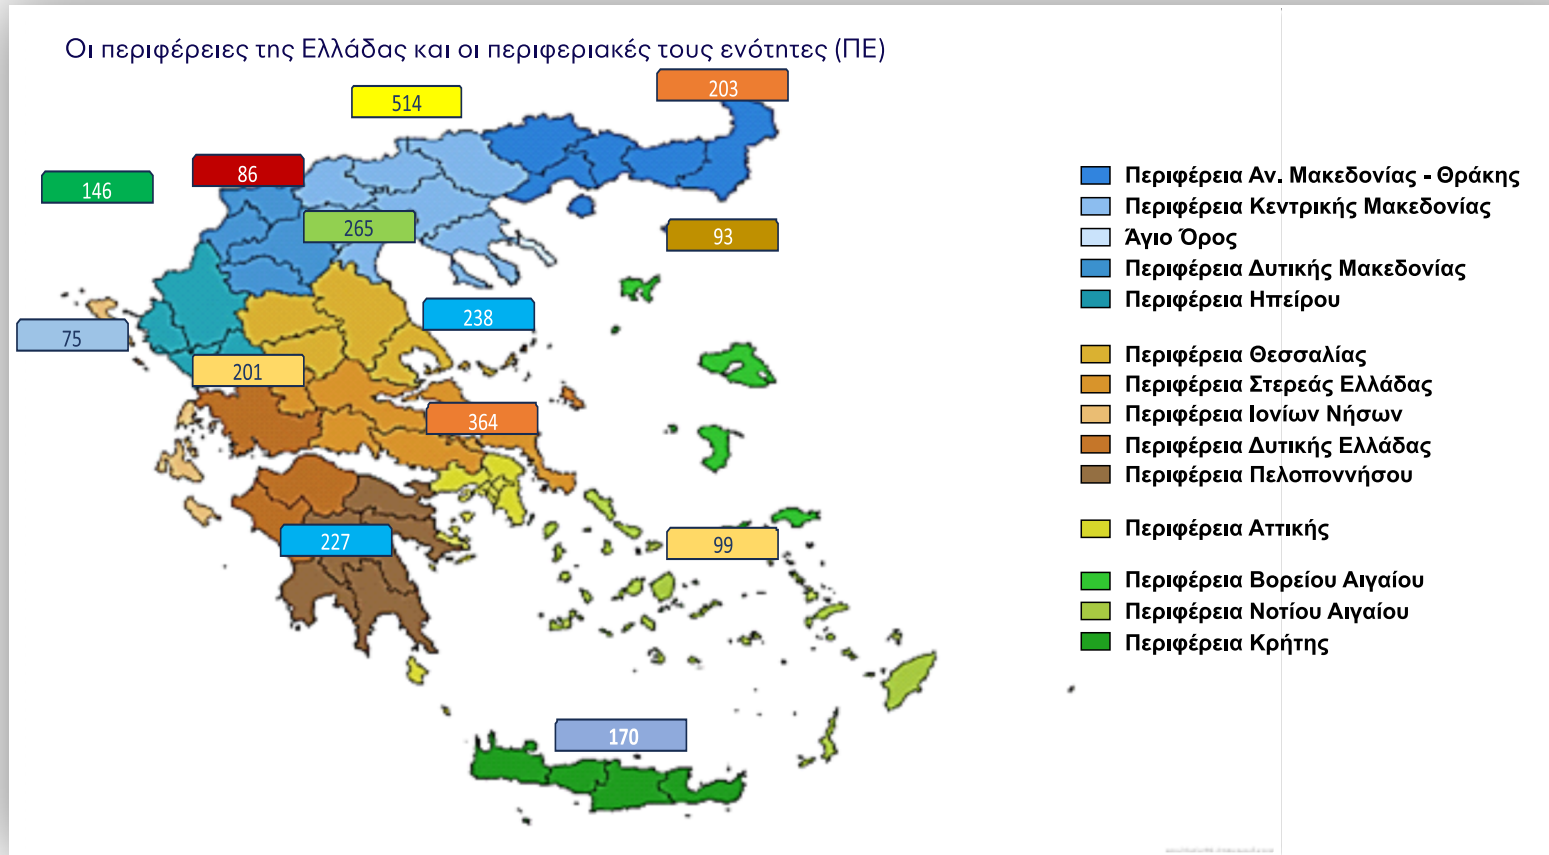 Οι περιφέρειες της Ελλάδας και οι περιφεριακές τους ενότητες (ΠΕ)
203
514
86
146
265
93
238
75
201
364
227
99
170
Περιφέρεια Αν. Μακεδονίας - Θράκης
Περιφέρεια Κεντρικής Μακεδονίας
Άγιο Όρος
Περιφέρεια Δυτικής Μακεδονίας
Περιφέρεια Ηπείρου
Περιφέρεια Θεσσαλίας
Περιφέρεια Στερεάς Ελλάδας
Περιφέρεια Ιονίων Νήσων
Περιφέρεια Δυτικής Ελλάδας
Περιφέρεια Πελοποννήσου
Περιφέρεια Αττικής
Περιφέρεια Βορείου Αιγαίου
Περιφέρεια Νοτίου Αιγαίου
Περιφέρεια Κρήτης